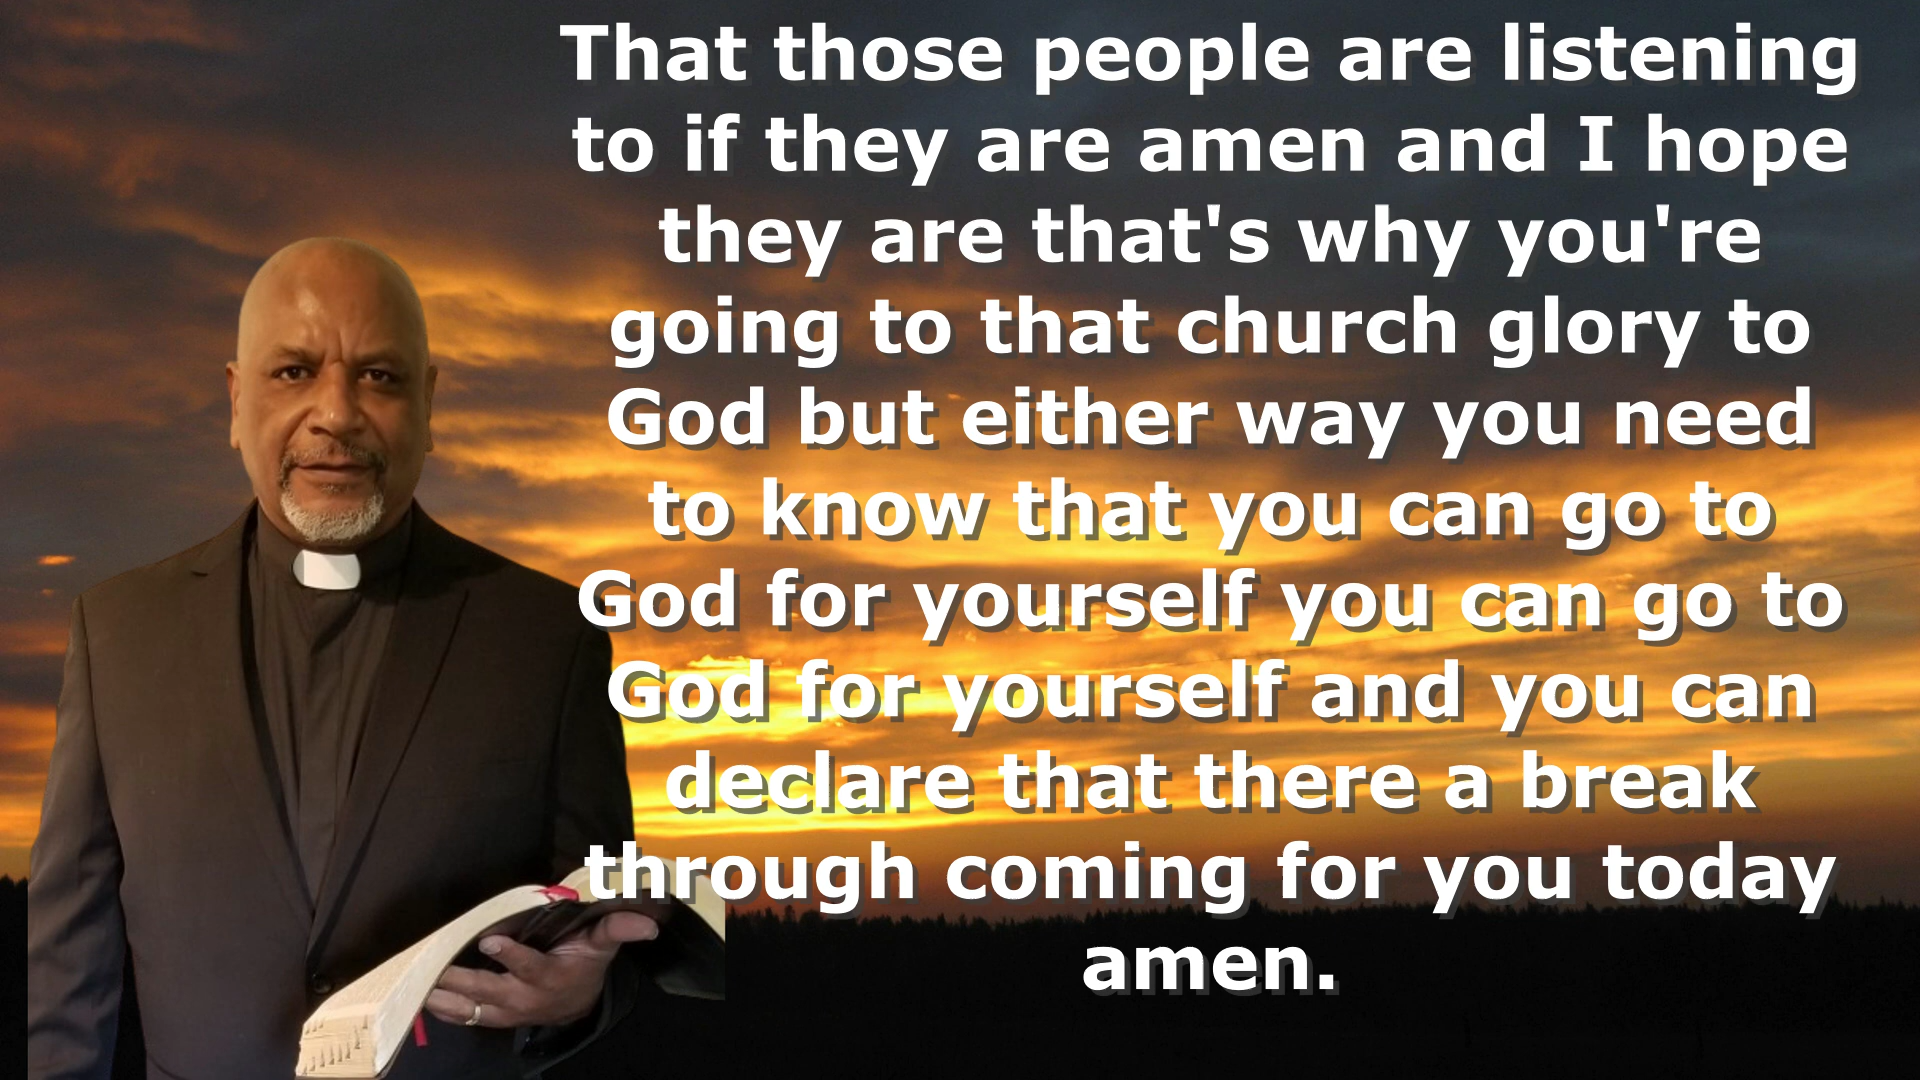 That those people are listening
to if they are amen and I hope
they are that's why you're
going to that church glory to
God but either way you need
to know that you can go to
God for yourself you can go to
God for yourself and you can
declare that there a break
through coming for you today
amen.